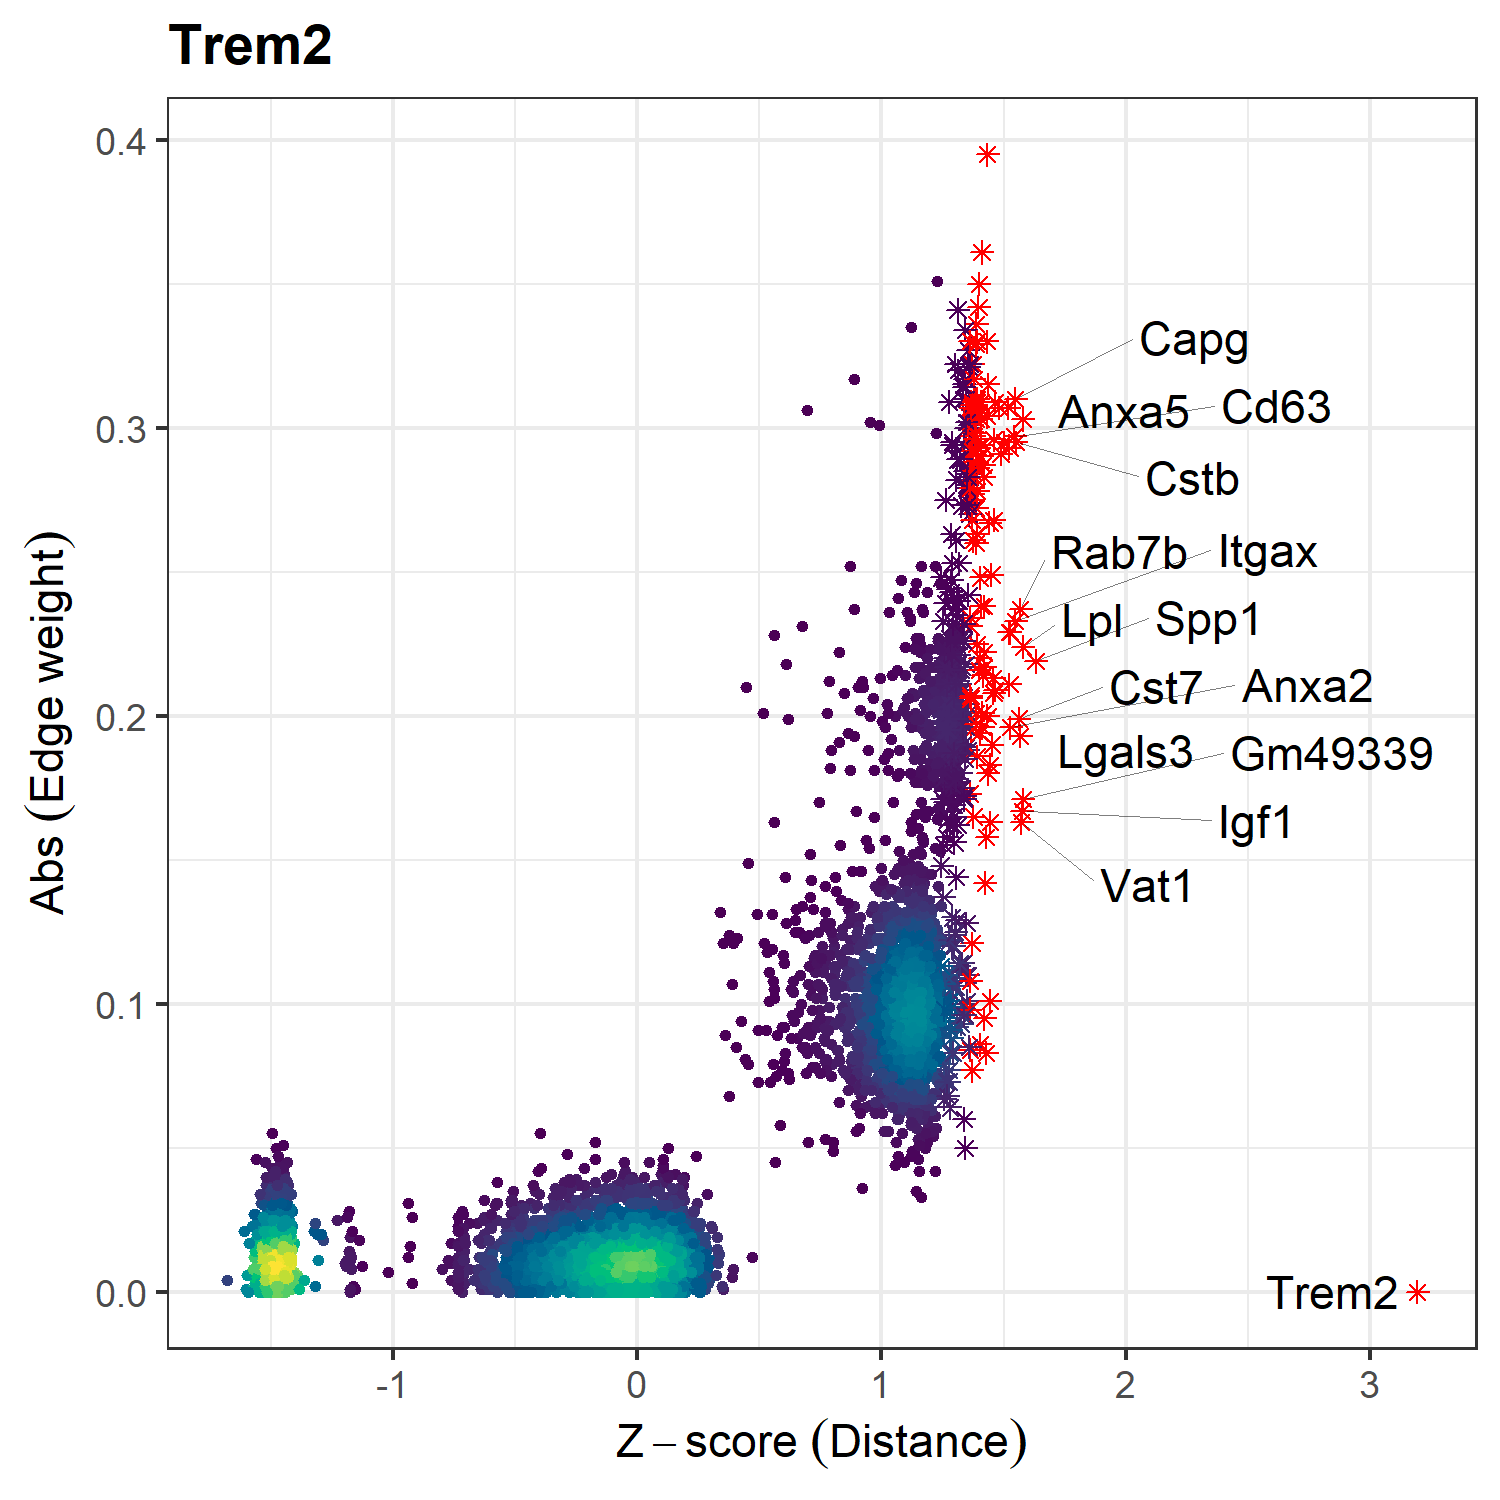 Trem2
0.4
0.3
0.2
0.1
0.0
Abs (Edge weight)
Capg
Anxa5
Cd63
Cstb
Rab7b
Itgax
Lpl
Spp1
Cst7
Anxa2
Lgals3
Gm49339
Igf1
Vat1
Trem2
-1
0
1
2
3
Z – score (Distance)